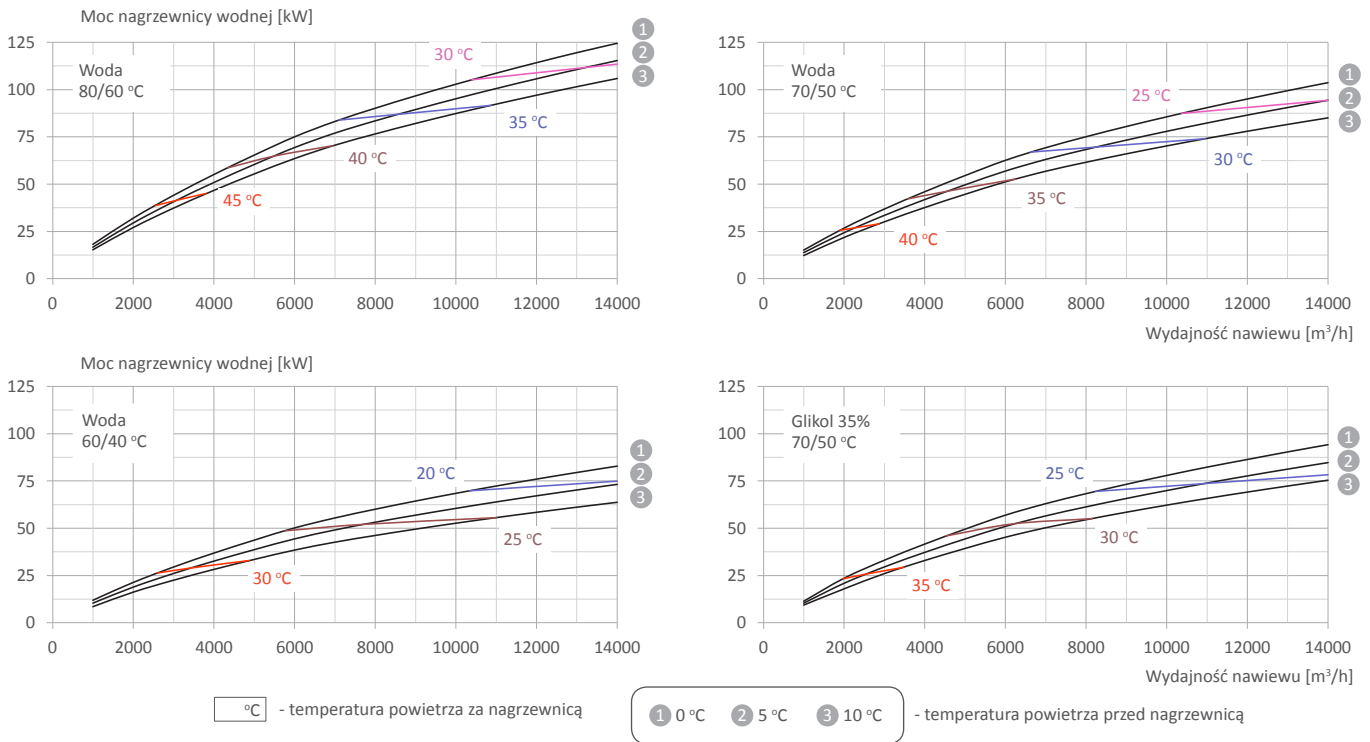 Moc nagrzewnicy wodnej [kW]
125
100
75
50
25
0
Woda
80/60 °C
30 °C
35 °C
40 °C
45 °C
1
2
3
0 2000 4000 6000 8000 10000 12000 14000
125
100
75
50
25
0
Woda
70/50 °C
25 °C
30 °C
35 °C
40 °C
1
2
3
0 2000 4000 6000 8000 10000 12000 14000
Wydajność nawiewu [m³/h]
Moc nagrzewnicy wodnej [kW]
125
100
75
50
25
0
Woda
60/40 °C
20 °C
25 °C
30 °C
1
2
3
0 2000 4000 6000 8000 10000 12000 14000
125
100
75
50
25
0
Glikol 35%
70/50 °C
25 °C
30 °C
35 °C
1
2
3
0 2000 4000 6000 8000 10000 12000 14000
Wydajność nawiewu [m³/h]
°C - temperatura powietrza za nagrzewnicą
1 0 °C 2 5 °C 3 10 °C - temperatura powietrza przed nagrzewnicą